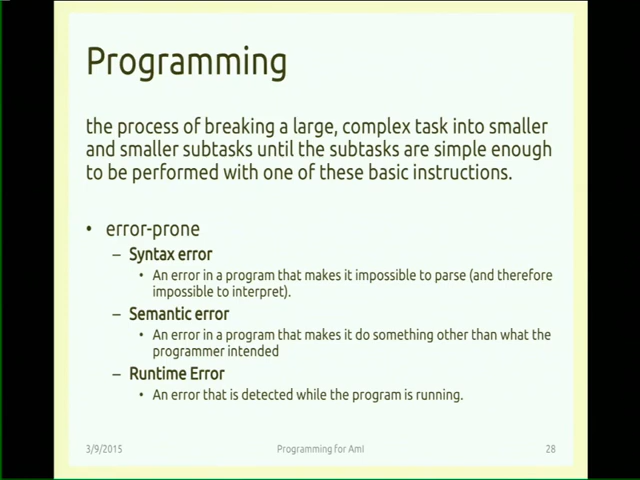 Programming
the process of breaking a large, complex task into smaller
and smaller subtasks until the subtasks are simple enough
to be performed with one of these basic instructions.
• error-prone
– Syntax error
• An error in a program that makes it impossible to parse (and therefore
impossible to interpret).
– Semantic error
• An error in a program that makes it do something other than what the
programmer intended
– Runtime Error
• An error that is detected while the program is running.
3/9/2015 Programming for AmI 28